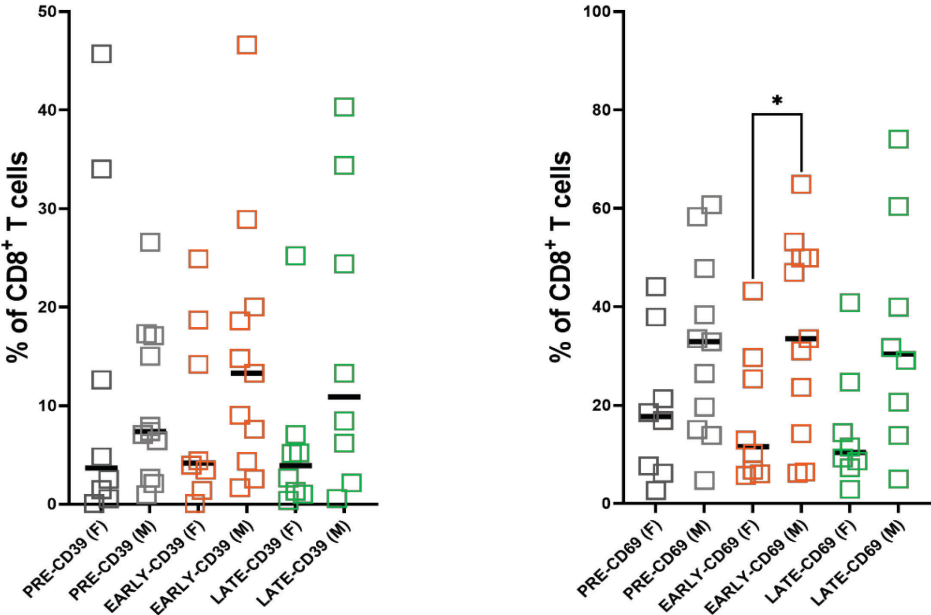 % of CD8⁺ T cells
50
40
30
20
10
0
PRE-CD39 (F)
PRE-CD39 (M)
EARLY-CD39 (F)
EARLY-CD39 (M)
LATE-CD39 (F)
LATE-CD39 (M)
% of CD8⁺ T cells
100
80
60
40
20
0
*
PRE-CD69 (F)
PRE-CD69 (M)
EARLY-CD69 (F)
EARLY-CD69 (M)
LATE-CD69 (F)
LATE-CD69 (M)